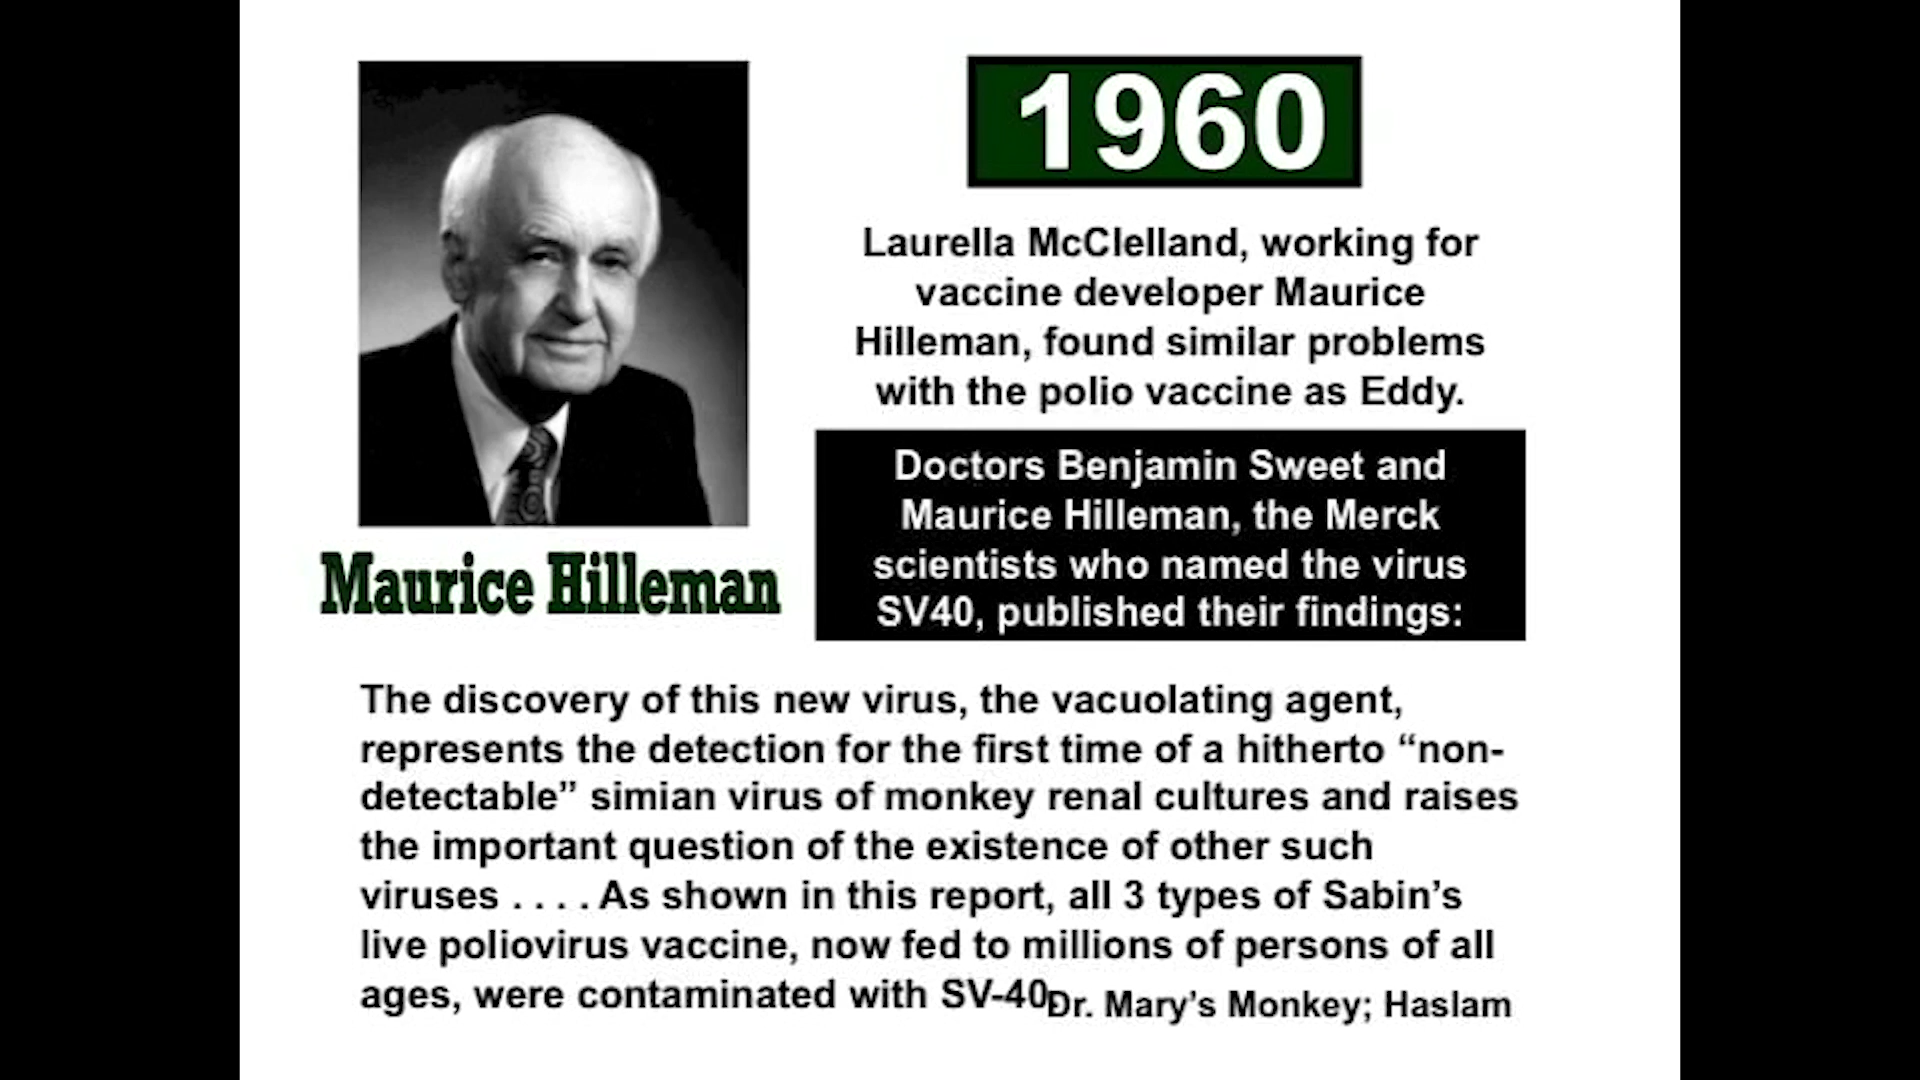 1960
Laurella McClelland, working for
vaccine developer Maurice
Hilleman, found similar problems
with the polio vaccine as Eddy.
Doctors Benjamin Sweet and
Maurice Hilleman, the Merck
scientists who named the virus
SV40, published their findings:
Maurice Hilleman
The discovery of this new virus, the vacuolating agent,
represents the detection for the first time of a hitherto “non-
detectable” simian virus of monkey renal cultures and raises
the important question of the existence of other such
viruses . . . . As shown in this report, all 3 types of Sabin’s
live poliovirus vaccine, now fed to millions of persons of all
ages, were contaminated with SV-40.
Dr. Mary’s Monkey; Haslam